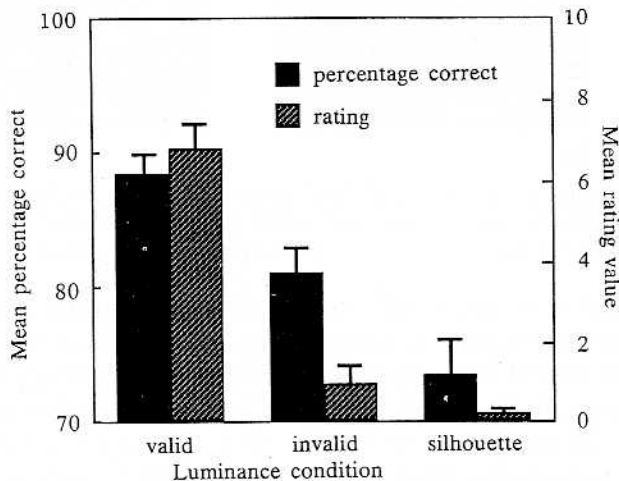 100
90
80
70
Mean percentage correct
percentage correct
rating
10
8
6
4
2
0
Mean rating value
valid
invalid
silhouette
Luminance condition